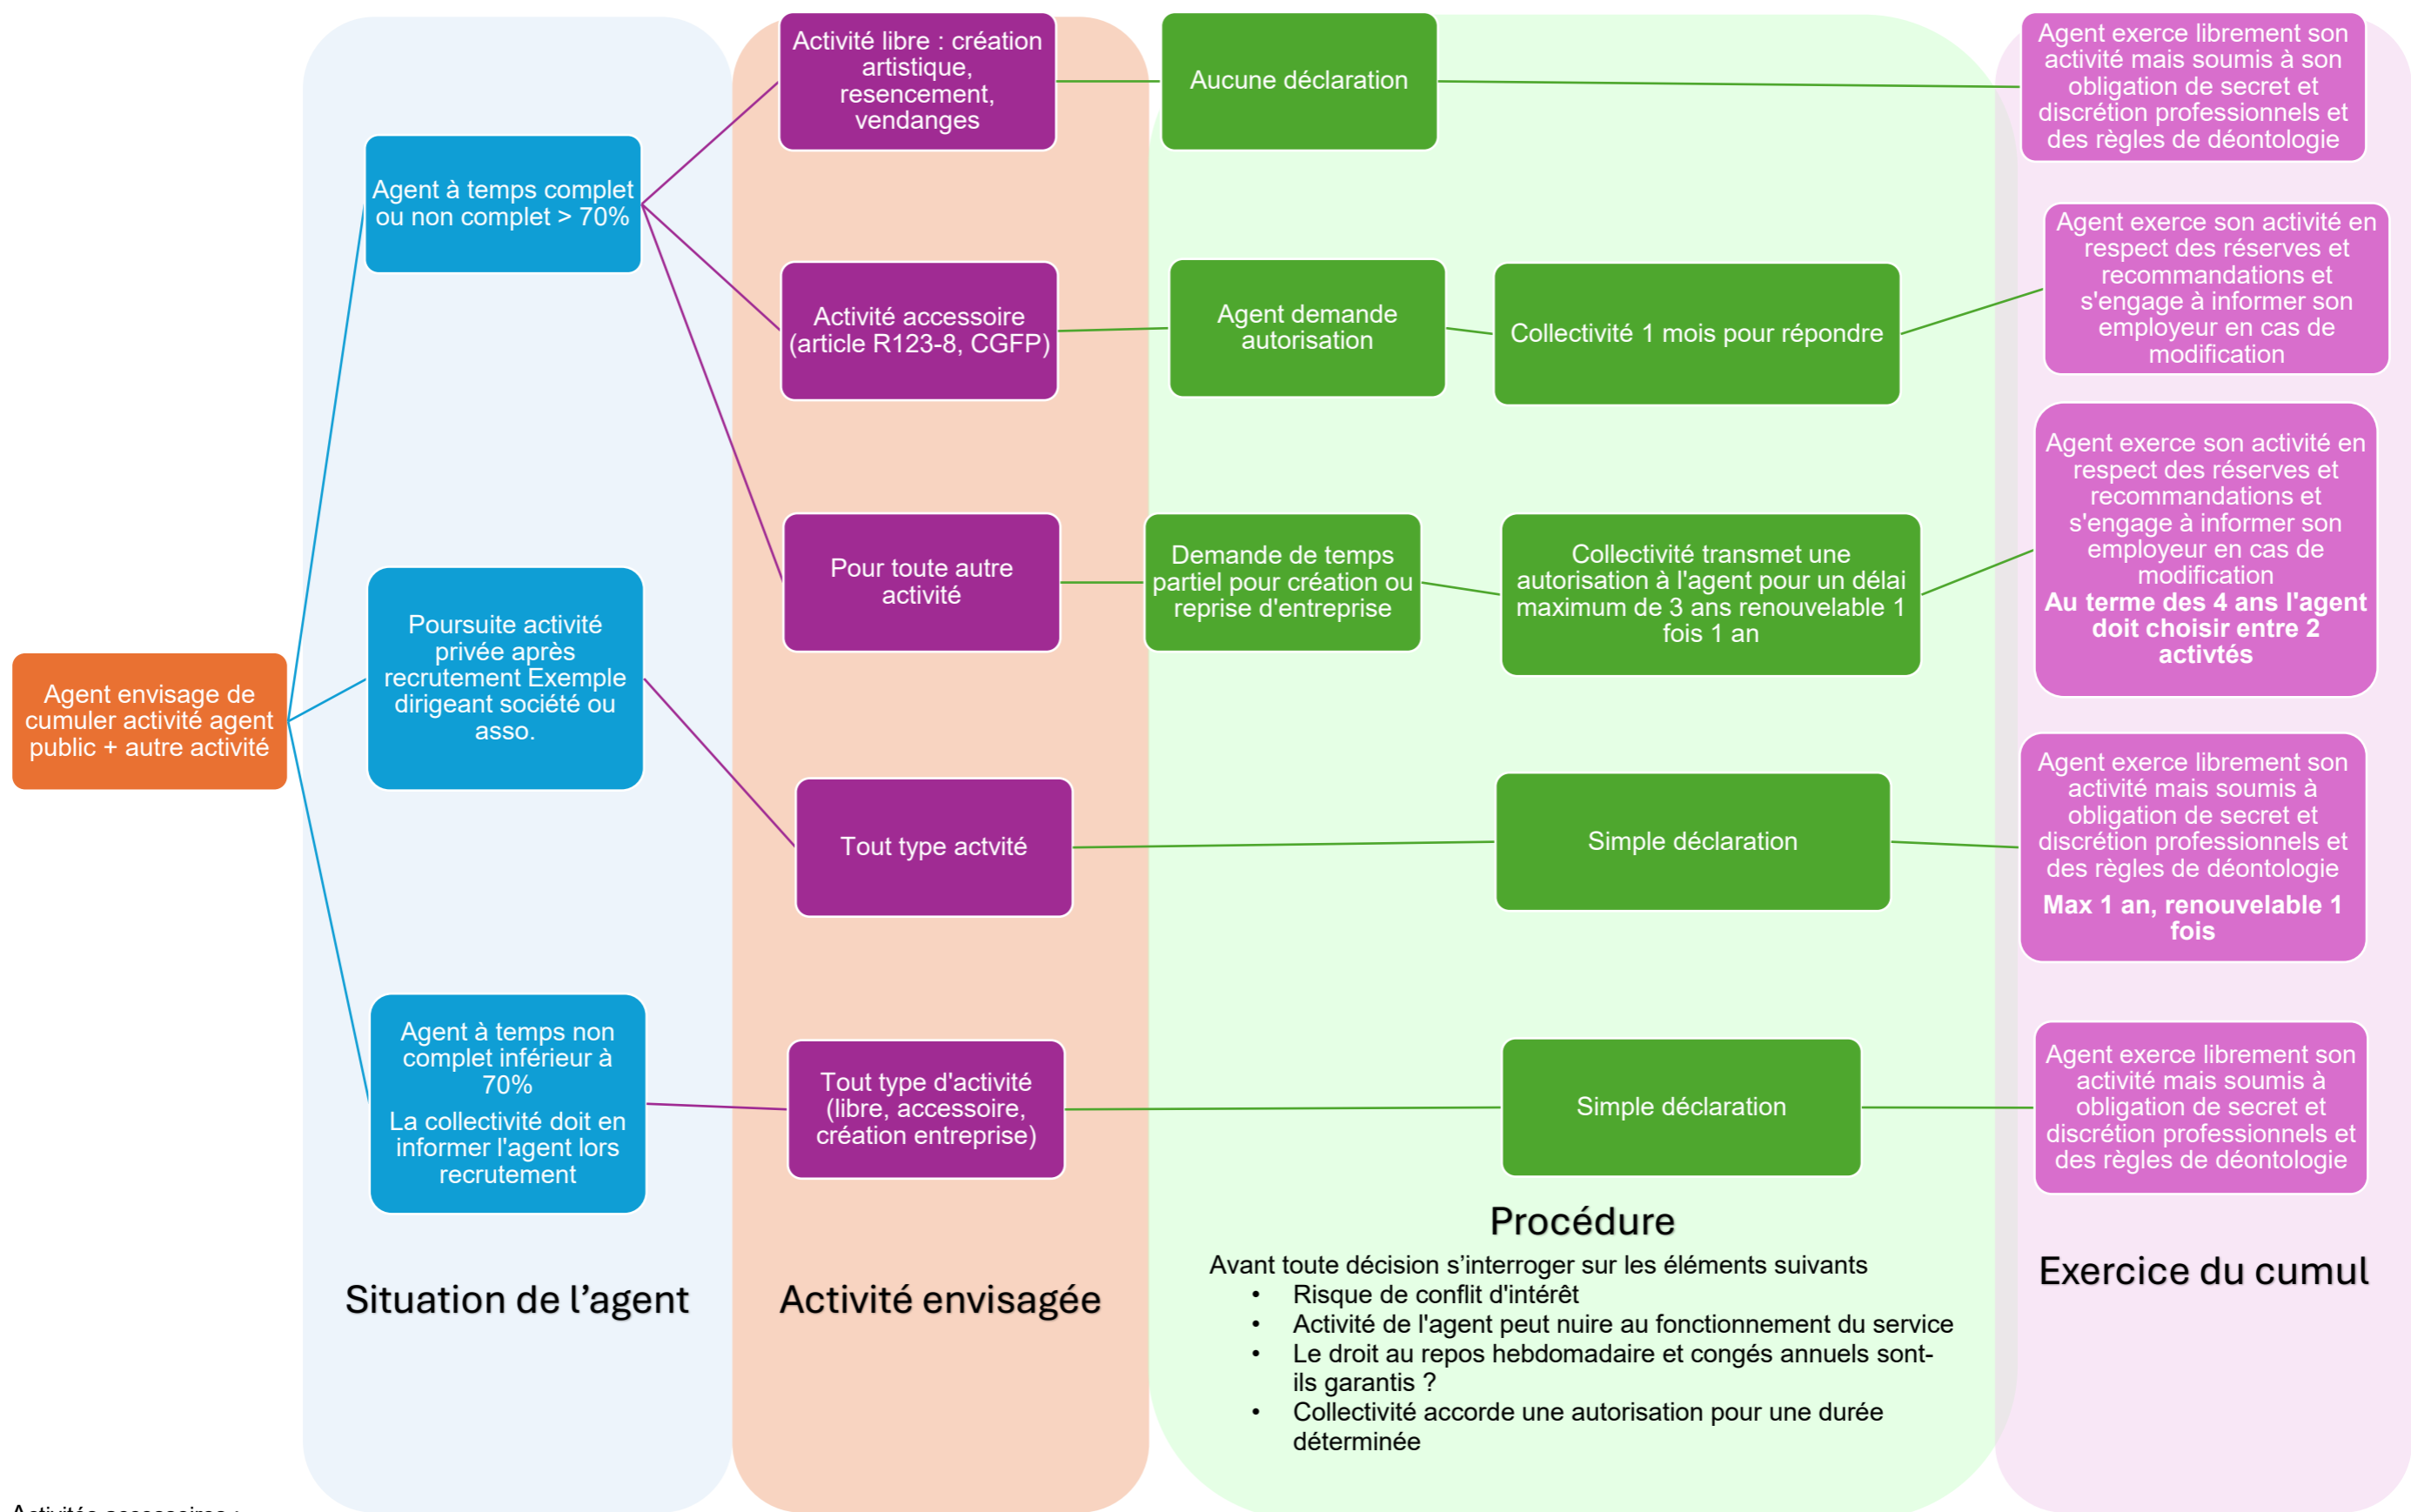 Agent envisage de
cumuler activité agent
public + autre activité
Agent à temps complet
ou non complet > 70%
Poursuite activité
privée après
recrutement Exemple
dirigeant société ou
asso.
Agent à temps non
complet inférieur à
70%
La collectivité doit en
informer l'agent lors
recrutement
Situation de l’agent
Activité libre : création
artistique,
resencement,
vendanges
Activité accessoire
(article R123-8, CGFP)
Pour toute autre
activité
Tout type actvité
Tout type d'activité
(libre, accessoire,
création entreprise)
Activité envisagée
Aucune déclaration
Agent demande
autorisation
Collectivité 1 mois pour répondre
Demande de temps
partiel pour création ou
reprise d'entreprise
Collectivité transmet une
autorisation à l'agent pour un délai
maximum de 3 ans renouvelable 1
fois 1 an
Simple déclaration
Simple déclaration
Procédure
Avant toute décision s’interroger sur les éléments suivants
• Risque de conflit d'intérêt
• Activité de l'agent peut nuire au fonctionnement du service
• Le droit au repos hebdomadaire et congés annuels sont-
ils garantis ?
• Collectivité accorde une autorisation pour une durée
déterminée
Agent exerce librement son
activité mais soumis à son
obligation de secret et
discrétion professionnels et
des règles de déontologie
Agent exerce son activité en
respect des réserves et
recommandations et
s'engage à informer son
employeur en cas de
modification
Agent exerce son activité en
respect des réserves et
recommandations et
s'engage à informer son
employeur en cas de
modification
Au terme des 4 ans l'agent
doit choisir entre 2
activtés
Agent exerce librement son
activité mais soumis à
obligation de secret et
discrétion professionnels et
des règles de déontologie
Max 1 an, renouvelable 1
fois
Agent exerce librement son
activité mais soumis à
obligation de secret et
discrétion professionnels et
des règles de déontologie
Exercice du cumul